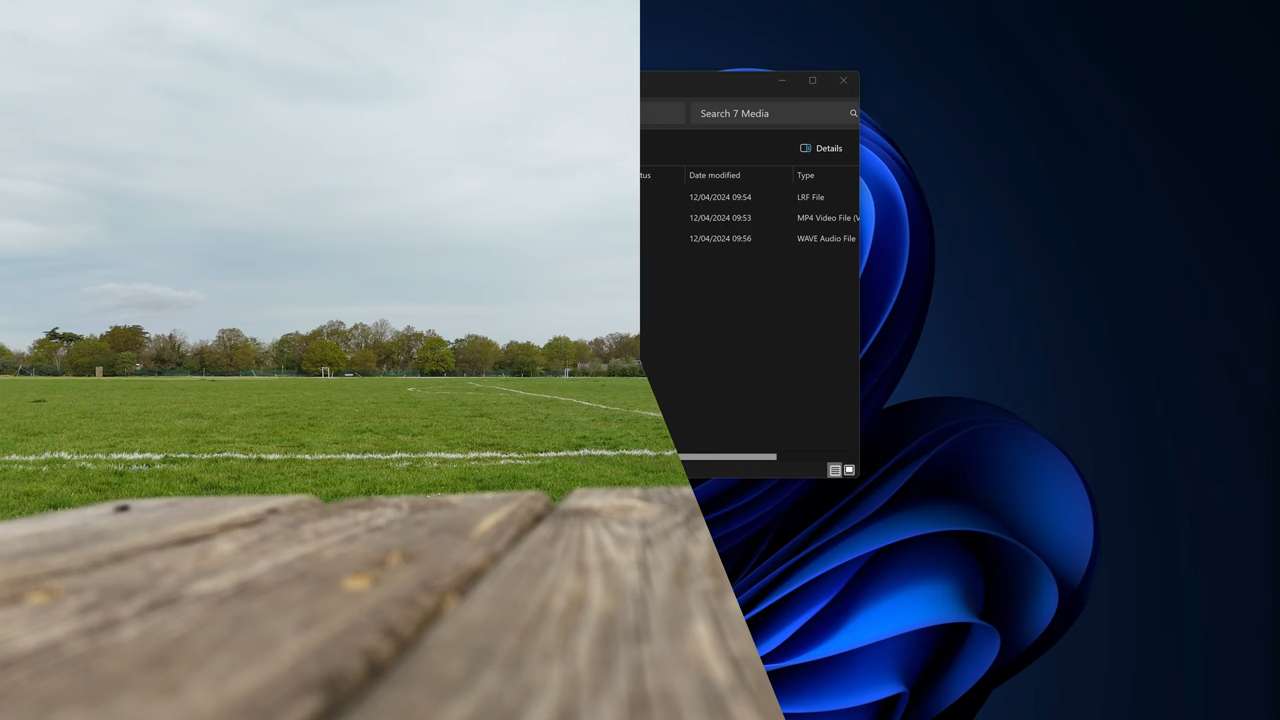 Search 7 Media
Details
tus Date modified Type
12/04/2024 09:54 LRF File
12/04/2024 09:53 MP4 Video File (V
12/04/2024 09:56 WAVE Audio File